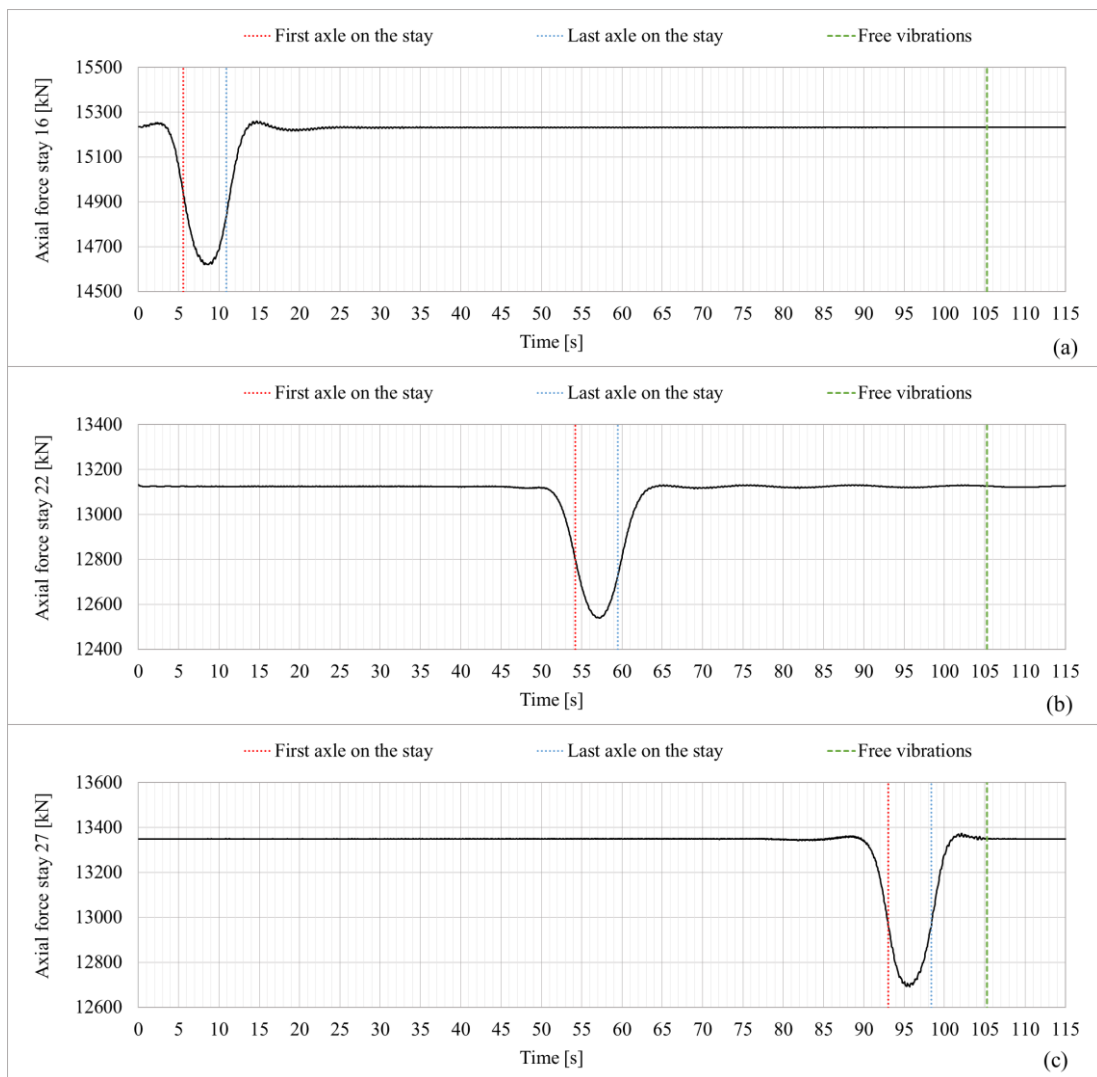 First axle on the stay Last axle on the stay Free vibrations
Axial force stay 16 [kN]
15500
15300
15100
14900
14700
14500
0 5 10 15 20 25 30 35 40 45 50 55 60 65 70 75 80 85 90 95 100 105 110 115
Time [s]
(a)
First axle on the stay Last axle on the stay Free vibrations
Axial force stay 22 [kN]
13400
13200
13000
12800
12600
12400
0 5 10 15 20 25 30 35 40 45 50 55 60 65 70 75 80 85 90 95 100 105 110 115
Time [s]
(b)
First axle on the stay Last axle on the stay Free vibrations
Axial force stay 27 [kN]
13600
13400
13200
13000
12800
12600
0 5 10 15 20 25 30 35 40 45 50 55 60 65 70 75 80 85 90 95 100 105 110 115
Time [s]
(c)